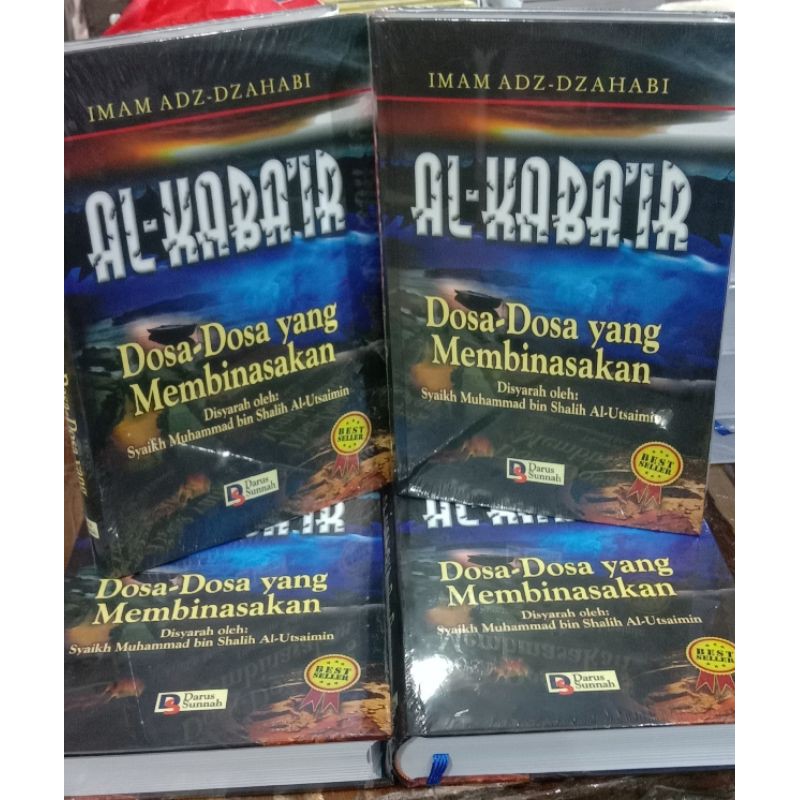 IMAM ADZ-DZAHABI
AL-KABA'IR
Dosa-Dosa yang
Membinasakan
Disyarah oleh:
Syaikh Muhammad bin Shalih Al-Utsaimin
BEST
SELLER
Darus
Sunnah
Dosa-Dosa yang
IMAM ADZ-DZAHABI
AL-KABA'IR
Dosa-Dosa yang
Membinasakan
Disyarah oleh:
Syaikh Muhammad bin Shalih Al-Utsaimin
BEST
SELLER
Darus
Sunnah
Dosa-Dosa yang
Membinasakan
Disyarah oleh:
Syaikh Muhammad bin Shalih Al-Utsaimin
BEST
SELLER
Darus
Sunnah
Dosa-Dosa yang
Membinasakan
Disyarah oleh:
Syaikh Muhammad bin Shalih Al-Utsaimin
BEST
SELLER
Darus
Sunnah